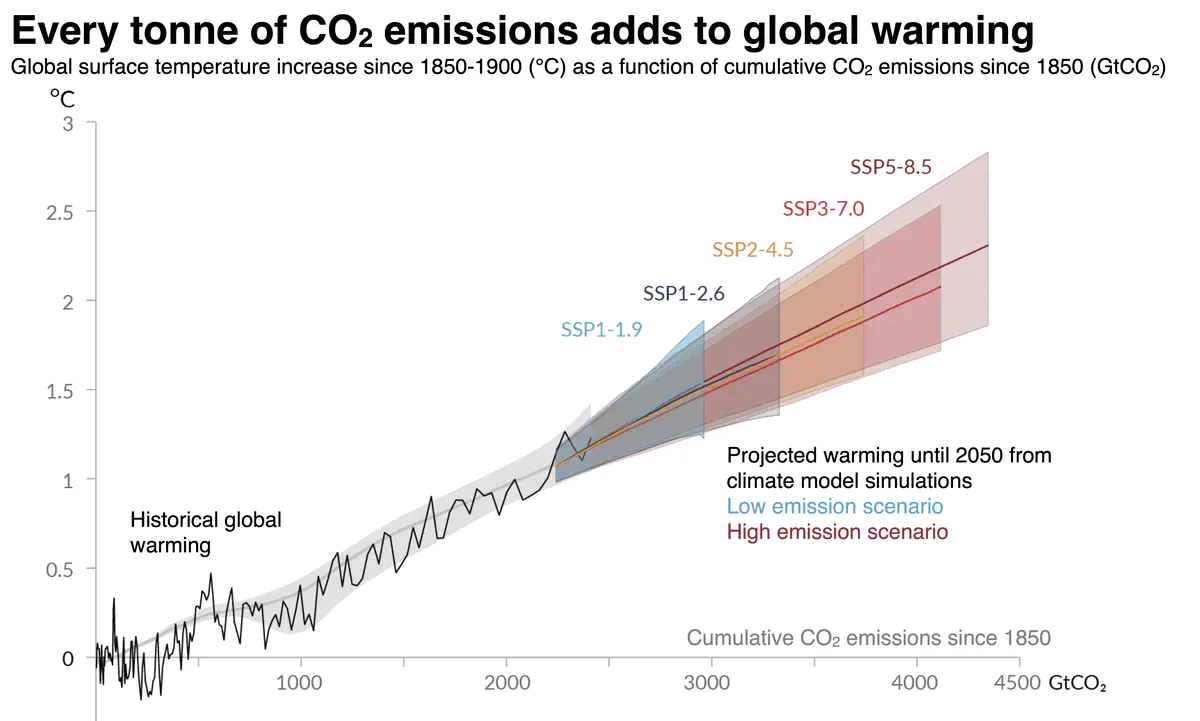 Every tonne of CO₂ emissions adds to global warming
Global surface temperature increase since 1850-1900 (°C) as a function of cumulative CO₂ emissions since 1850 (GtCO₂)
°C
3
SSP5-8.5
2.5
SSP3-7.0
SSP2-4.5
2
SSP1-2.6
SSP1-1.9
1.5
Projected warming until 2050 from
climate model simulations
Low emission scenario
High emission scenario
1
Historical global
warming
0.5
Cumulative CO₂ emissions since 1850
0
1000
2000
3000
4000
4500 GtCO₂